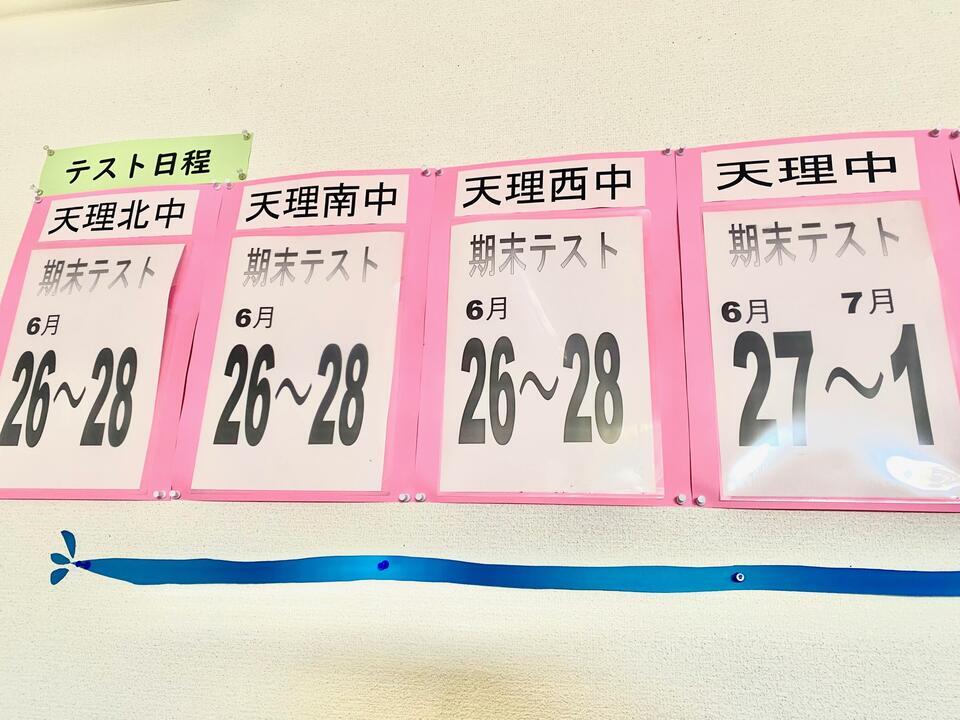 テスト日程
天理北中
期末テスト
6月
26~28
天理南中
期末テスト
6月
26~28
天理西中
期末テスト
6月
26~28
天理中
期末テスト
6月 7月
27~1